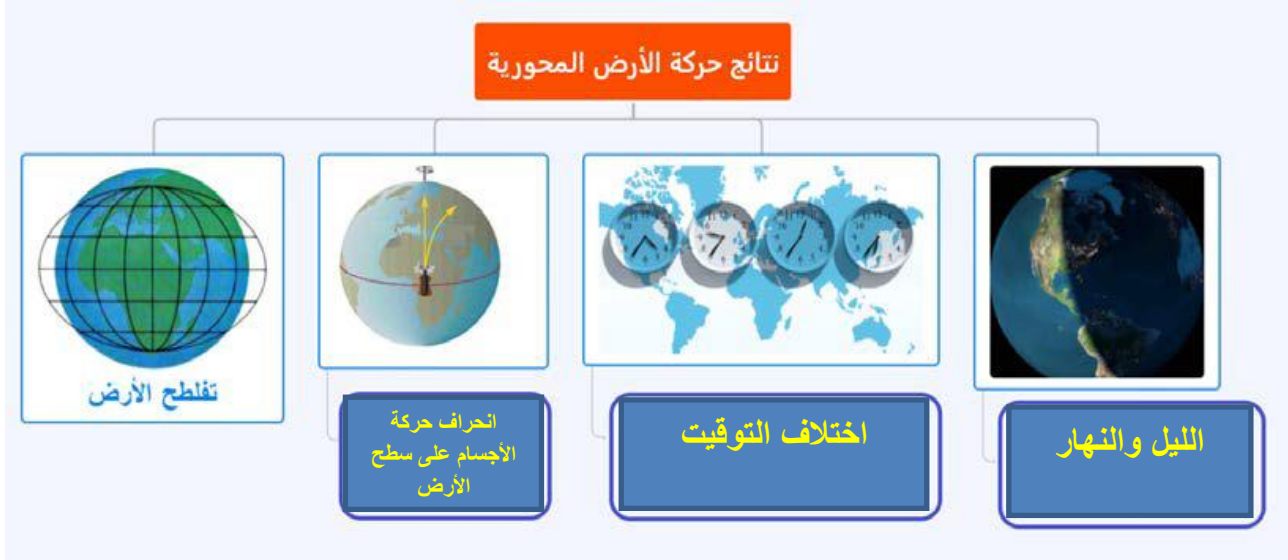 نتائج حركة الأرض المحورية
الليل والنهار
اختلاف التوقيت
انحراف حركة
الأجسام على سطح
الأرض
تفلطح الأرض